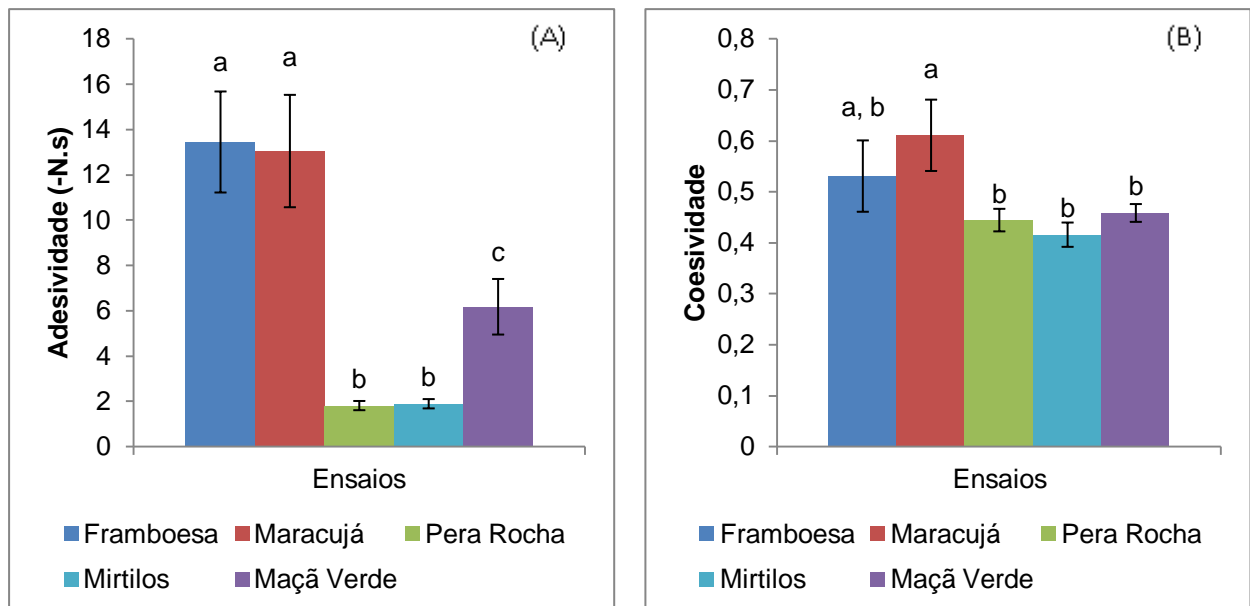 (A)
Adesividade (-N.s)
18
16
14
12
10
8
6
4
2
0
a
a
b
b
c
Ensaios
Framboesa Maracujá Pera Rocha
Mirtilos Maçã Verde
(B)
Coesividade
0,8
0,7
0,6
0,5
0,4
0,3
0,2
0,1
0
a, b
a
b
b
b
Ensaios
Framboesa Maracujá Pera Rocha
Mirtilos Maçã Verde